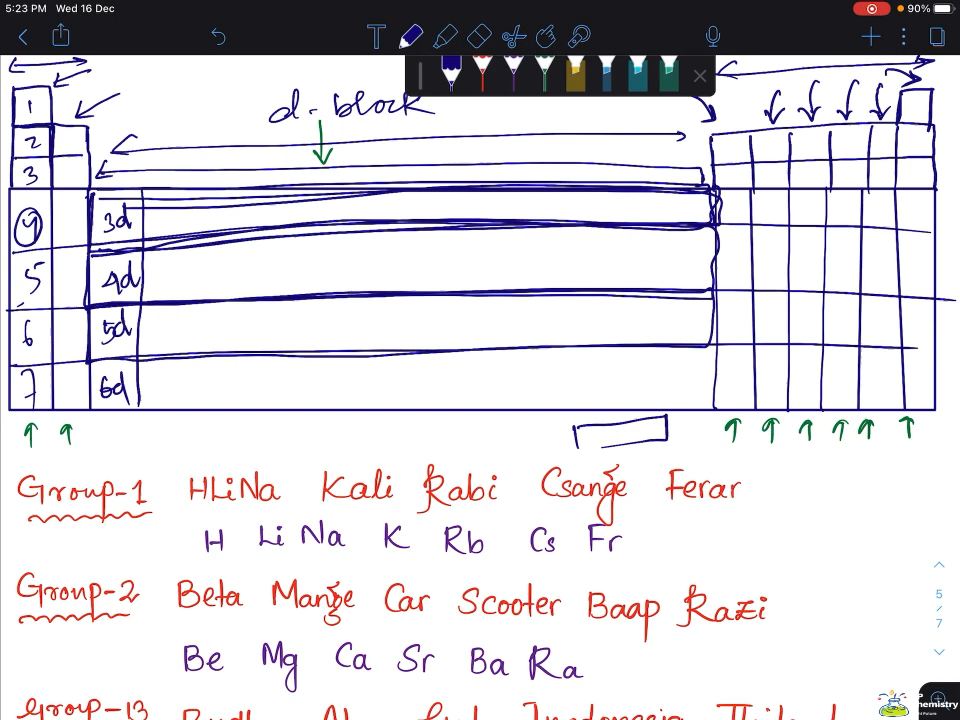 5:23 PM Wed 16 Dec
90%
d-block
1
2
3
4 3d
5 4d
6 5d
7 6d
Group-1 HLiNa Kali Rabi Csange Ferar
H Li Na K Rb Cs Fr
Group-2 Beta Mange Car Scooter Baap Razi
Be Mg Ca Sr Ba Ra
5
/
7
Group-13